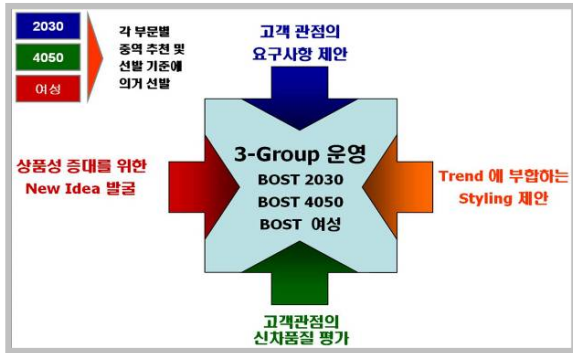 2030
4050
여성
각 부문별
중역 추천 및
선발 기준에
의거 선발
고객 관점의
요구사항 제안
상품성 증대를 위한
New Idea 발굴
3-Group 운영
BOST 2030
BOST 4050
BOST 여성
Trend 에 부합하는
Styling 제안
고객관점의
신차품질 평가